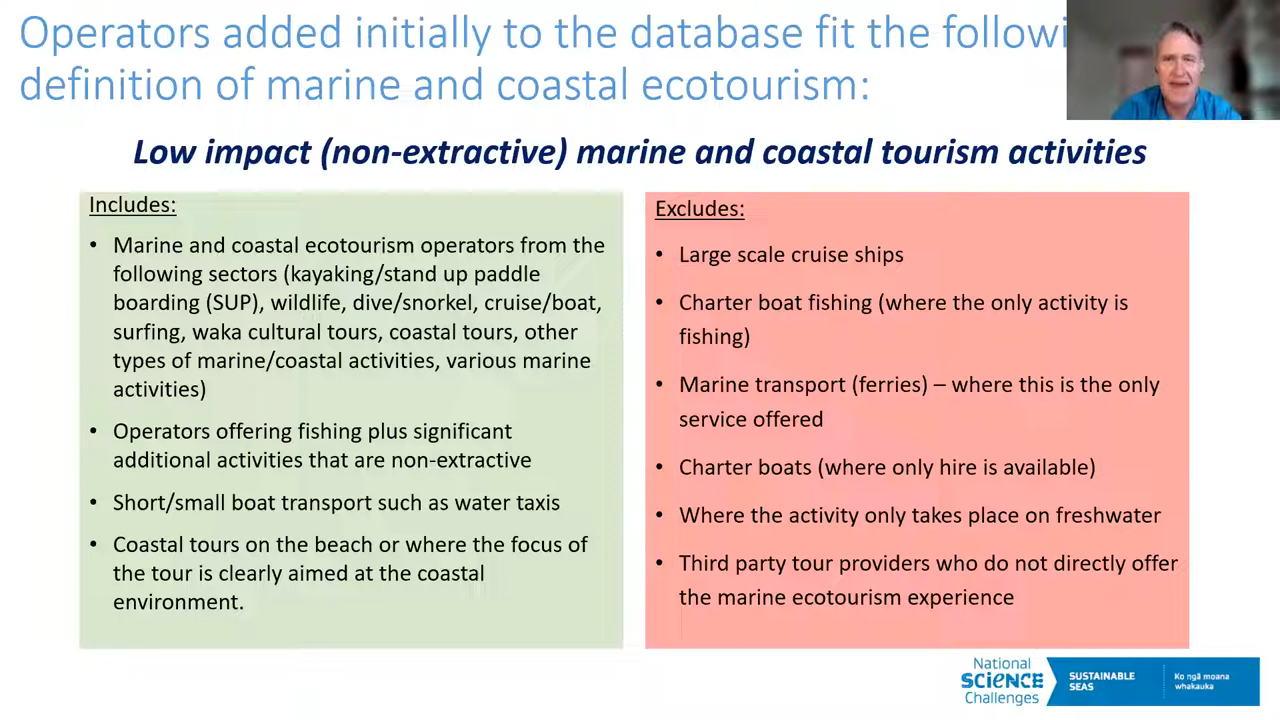 Operators added initially to the database fit the followi
definition of marine and coastal ecotourism:
Low impact (non-extractive) marine and coastal tourism activities
Includes:
• Marine and coastal ecotourism operators from the
following sectors (kayaking/stand up paddle
boarding (SUP), wildlife, dive/snorkel, cruise/boat,
surfing, waka cultural tours, coastal tours, other
types of marine/coastal activities, various marine
activities)
• Operators offering fishing plus significant
additional activities that are non-extractive
• Short/small boat transport such as water taxis
• Coastal tours on the beach or where the focus of
the tour is clearly aimed at the coastal
environment.
Excludes:
• Large scale cruise ships
• Charter boat fishing (where the only activity is
fishing)
• Marine transport (ferries) – where this is the only
service offered
• Charter boats (where only hire is available)
• Where the activity only takes place on freshwater
• Third party tour providers who do not directly offer
the marine ecotourism experience
National
SCIENCE
Challenges
SUSTAINABLE
SEAS
Ko ngā moana
whakauka